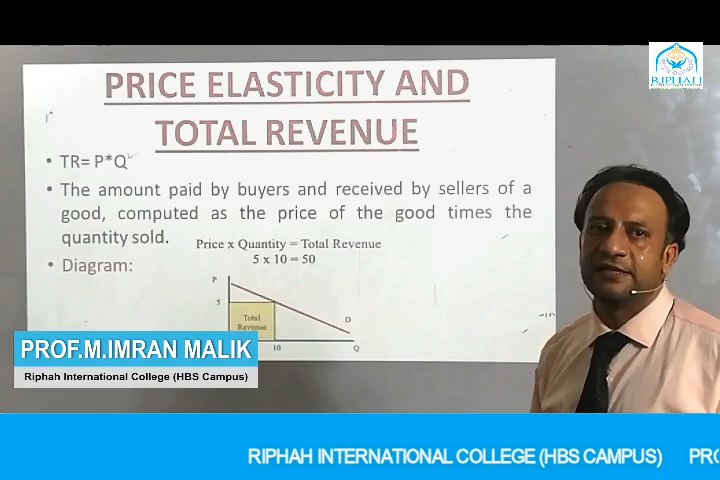 RIPHAH
PRICE ELASTICITY AND
TOTAL REVENUE
• TR= P*Q
• The amount paid by buyers and received by sellers of a
good, computed as the price of the good times the
quantity sold.
Price x Quantity = Total Revenue
5 x 10 = 50
• Diagram:
P
5
Total
Revenue
D
10
Q
PROF.M.IMRAN MALIK
Riphah International College (HBS Campus)
RIPHAH INTERNATIONAL COLLEGE (HBS CAMPUS) PRO